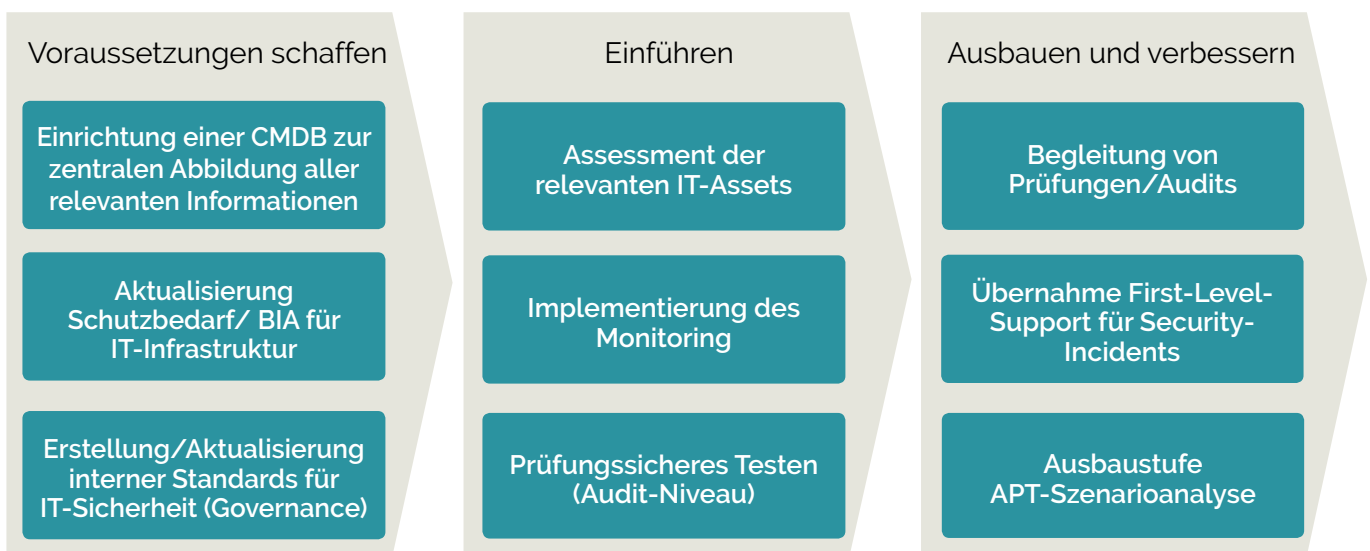 Voraussetzungen schaffen
Einrichtung einer CMDB zur
zentralen Abbildung aller
relevanten Informationen
Aktualisierung
Schutzbedarf/ BIA für
IT-Infrastruktur
Erstellung/Aktualisierung
interner Standards für
IT-Sicherheit (Governance)
Einführen
Assessment der
relevanten IT-Assets
Implementierung des
Monitoring
Prüfungssicheres Testen
(Audit-Niveau)
Ausbauen und verbessern
Begleitung von
Prüfungen/Audits
Übernahme First-Level-
Support für Security-
Incidents
Ausbaustufe
APT-Szenarioanalyse